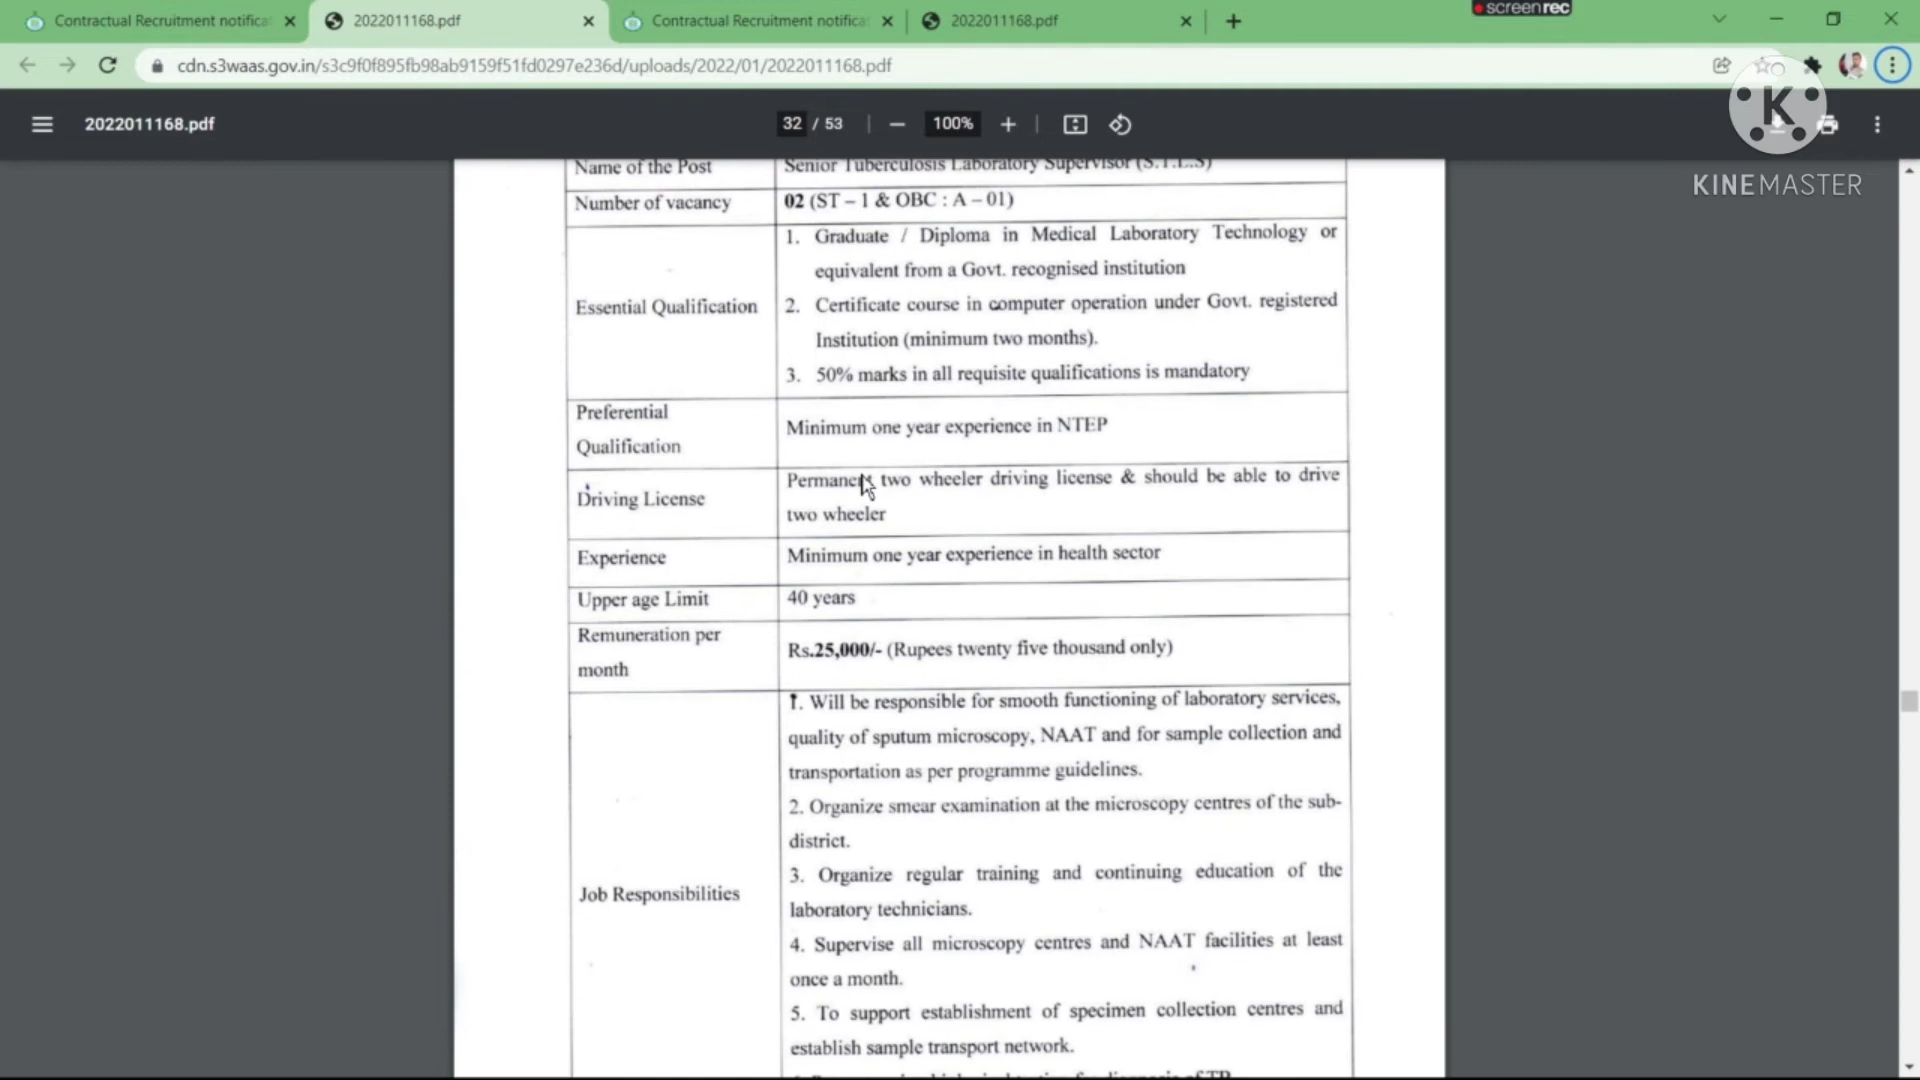 screenrec
Contractual Recruitment notifica
2022011168.pdf
Contractual Recruitment notifica
2022011168.pdf
cdn.s3waas.gov.in/s3c9f0f895fb98ab9159f51fd0297e236d/uploads/2022/01/2022011168.pdf
2022011168.pdf
32 / 53
100%
K
KINEMASTER
Name of the Post
Senior Tuberculosis Laboratory Supervisor (S.T.L.S)
Number of vacancy
02 (ST – 1 & OBC : A – 01)
Essential Qualification
1. Graduate / Diploma in Medical Laboratory Technology or
equivalent from a Govt. recognised institution
2. Certificate course in computer operation under Govt. registered
Institution (minimum two months).
3. 50% marks in all requisite qualifications is mandatory
Preferential
Qualification
Minimum one year experience in NTEP
Driving License
Permanent two wheeler driving license & should be able to drive
two wheeler
Experience
Minimum one year experience in health sector
Upper age Limit
40 years
Remuneration per
month
Rs.25,000/- (Rupees twenty five thousand only)
Job Responsibilities
1. Will be responsible for smooth functioning of laboratory services,
quality of sputum microscopy, NAAT and for sample collection and
transportation as per programme guidelines.
2. Organize smear examination at the microscopy centres of the sub-
district.
3. Organize regular training and continuing education of the
laboratory technicians.
4. Supervise all microscopy centres and NAAT facilities at least
once a month.
5. To support establishment of specimen collection centres and
establish sample transport network.